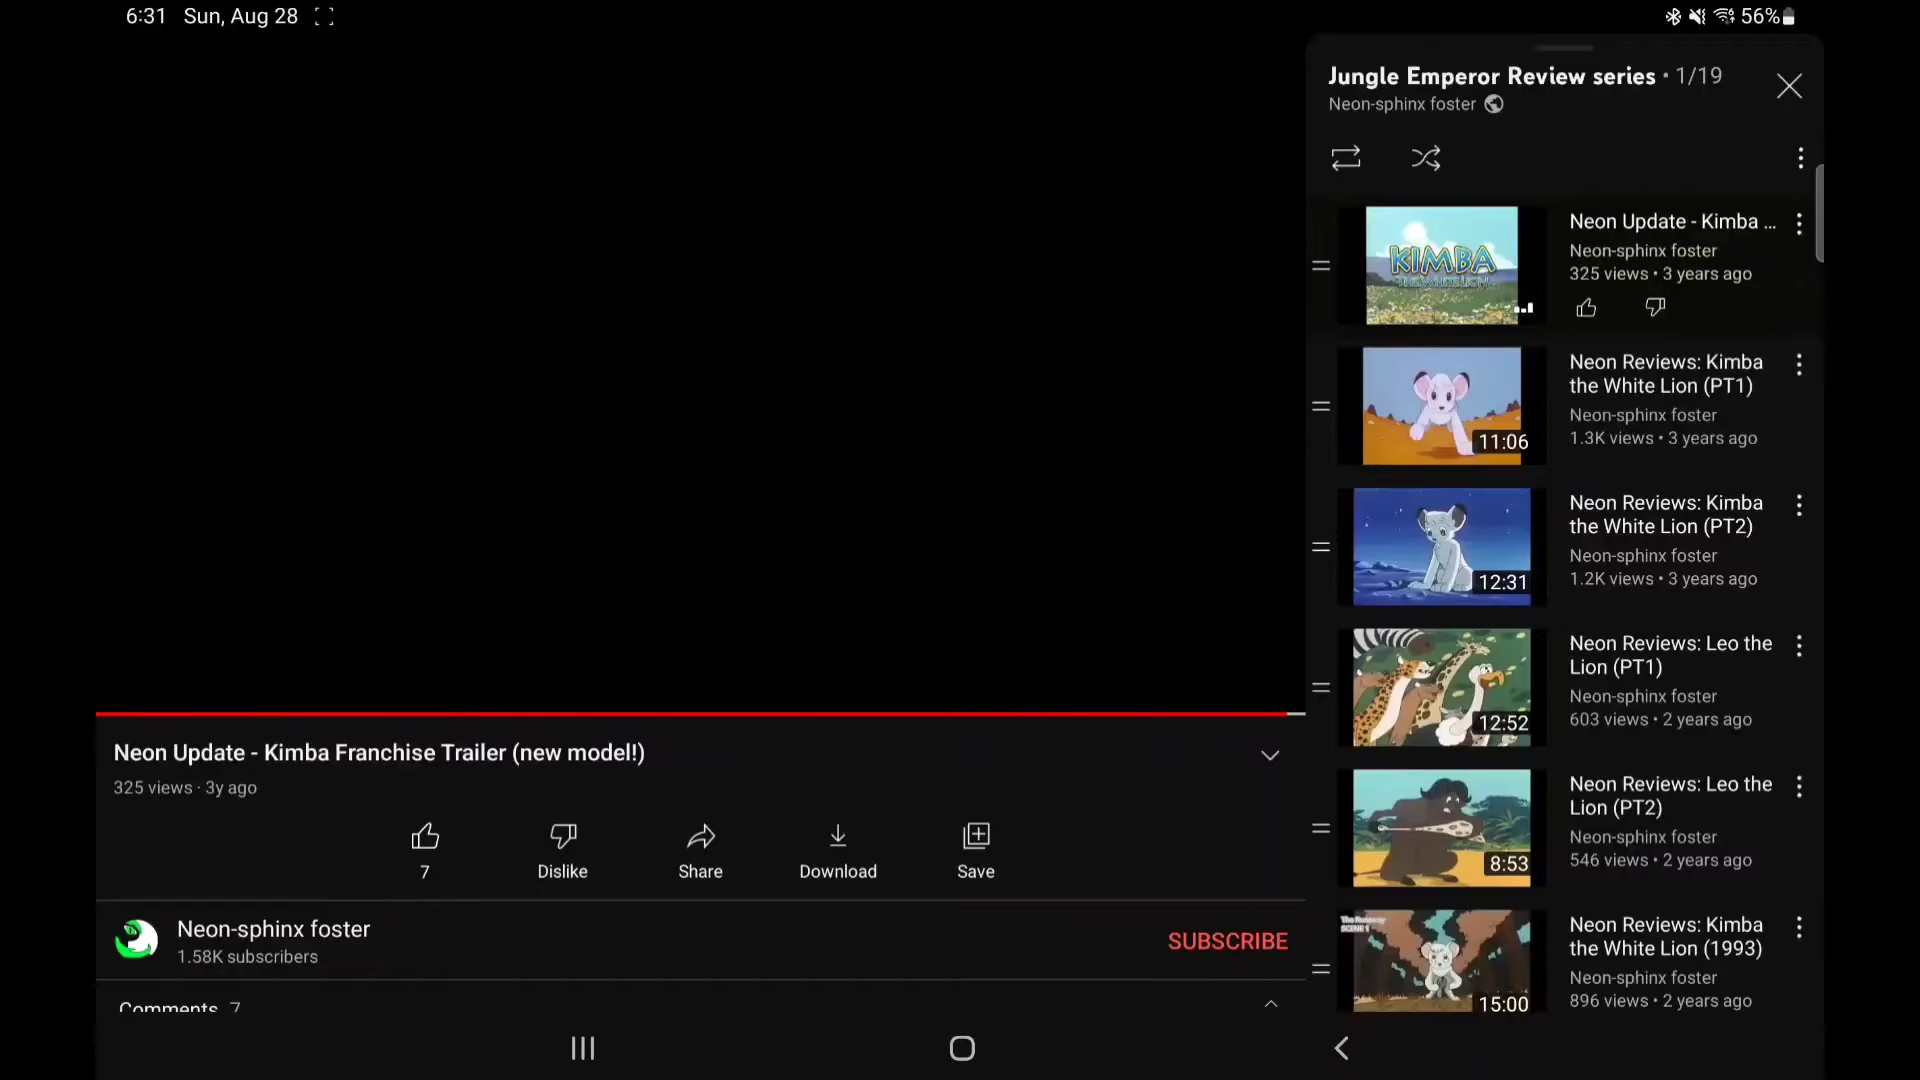 6:31 Sun, Aug 28
56%
Jungle Emperor Review series • 1/19
Neon-sphinx foster
KIMBA
THE WHITE LION
Neon Update - Kimba ...
Neon-sphinx foster
325 views • 3 years ago
11:06
Neon Reviews: Kimba
the White Lion (PT1)
Neon-sphinx foster
1.3K views • 3 years ago
12:31
Neon Reviews: Kimba
the White Lion (PT2)
Neon-sphinx foster
1.2K views • 3 years ago
12:52
Neon Reviews: Leo the
Lion (PT1)
Neon-sphinx foster
603 views • 2 years ago
8:53
Neon Reviews: Leo the
Lion (PT2)
Neon-sphinx foster
546 views • 2 years ago
The Runaway
SCENE 1
15:00
Neon Reviews: Kimba
the White Lion (1993)
Neon-sphinx foster
896 views • 2 years ago
Neon Update - Kimba Franchise Trailer (new model!)
325 views · 3y ago
7
Dislike
Share
Download
Save
Neon-sphinx foster
1.58K subscribers
SUBSCRIBE
Comments 7